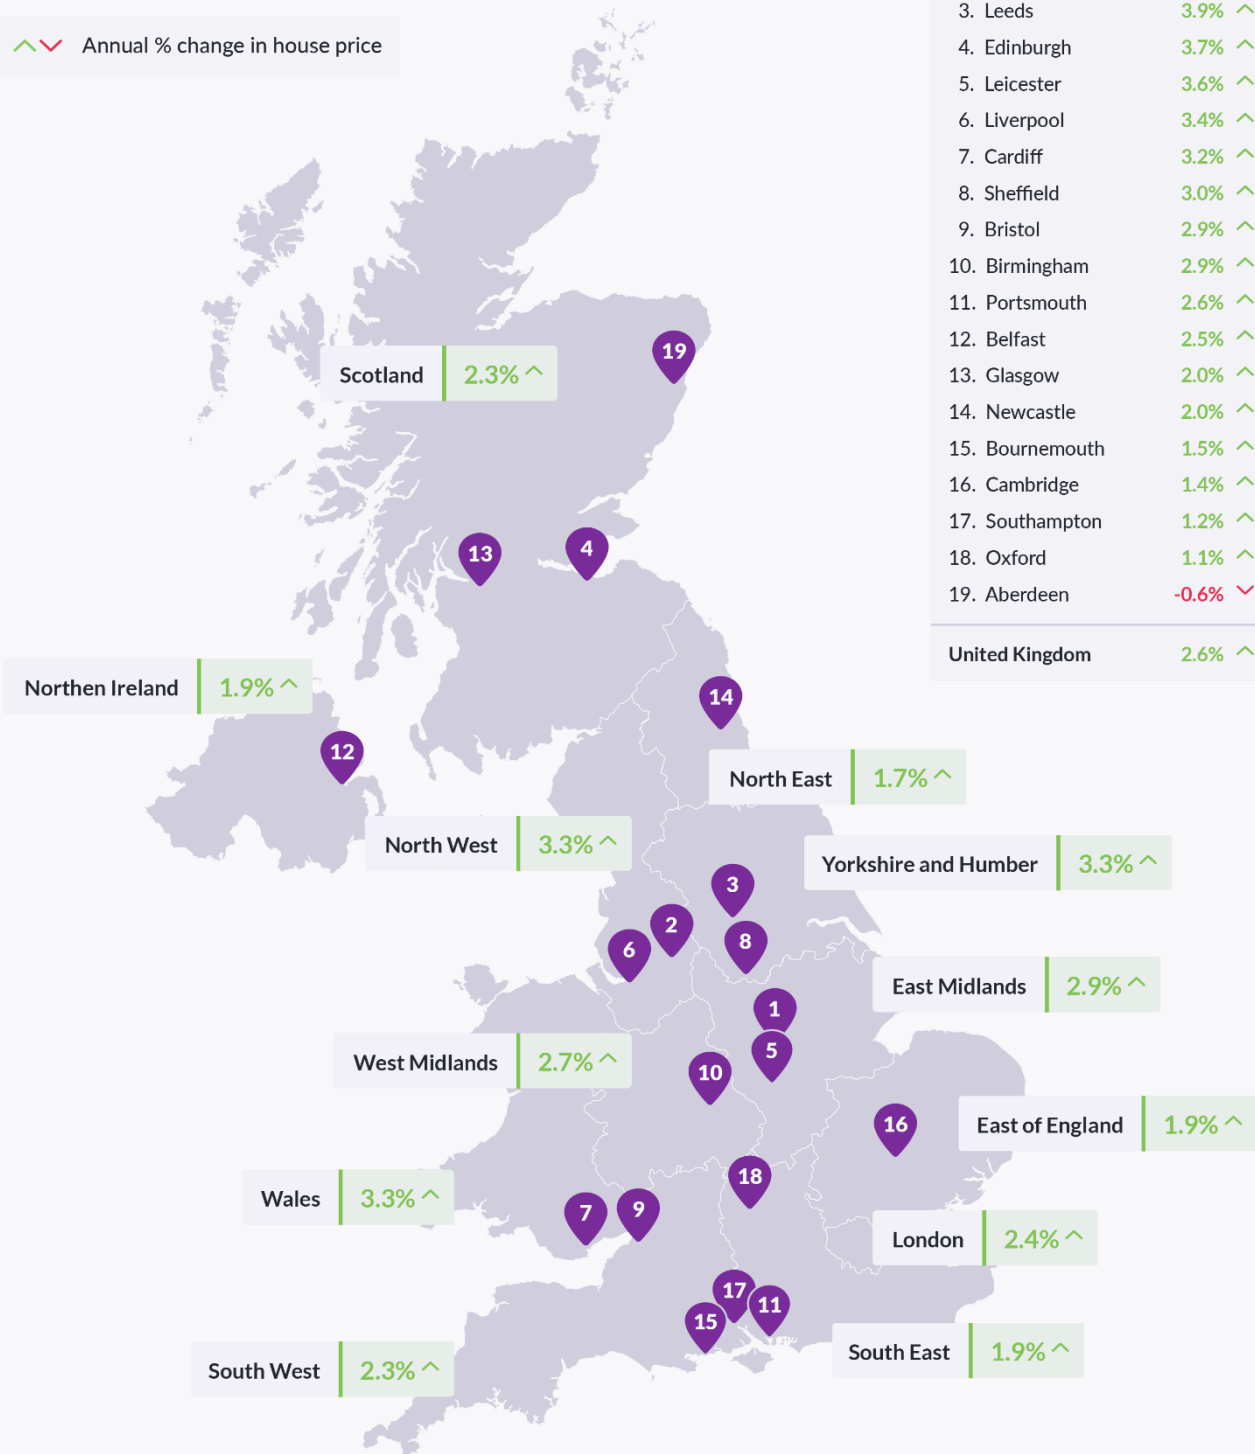 Annual % change in house price
3. Leeds 3.9%
4. Edinburgh 3.7%
5. Leicester 3.6%
6. Liverpool 3.4%
7. Cardiff 3.2%
8. Sheffield 3.0%
9. Bristol 2.9%
10. Birmingham 2.9%
11. Portsmouth 2.6%
12. Belfast 2.5%
13. Glasgow 2.0%
14. Newcastle 2.0%
15. Bournemouth 1.5%
16. Cambridge 1.4%
17. Southampton 1.2%
18. Oxford 1.1%
19. Aberdeen -0.6%
United Kingdom 2.6%
19
Scotland 2.3%
13
4
Northen Ireland 1.9%
14
12
North East 1.7%
North West 3.3%
Yorkshire and Humber 3.3%
3
2
8
6
East Midlands 2.9%
1
5
West Midlands 2.7%
10
16
East of England 1.9%
18
Wales 3.3%
7
9
London 2.4%
17
11
15
South East 1.9%
South West 2.3%